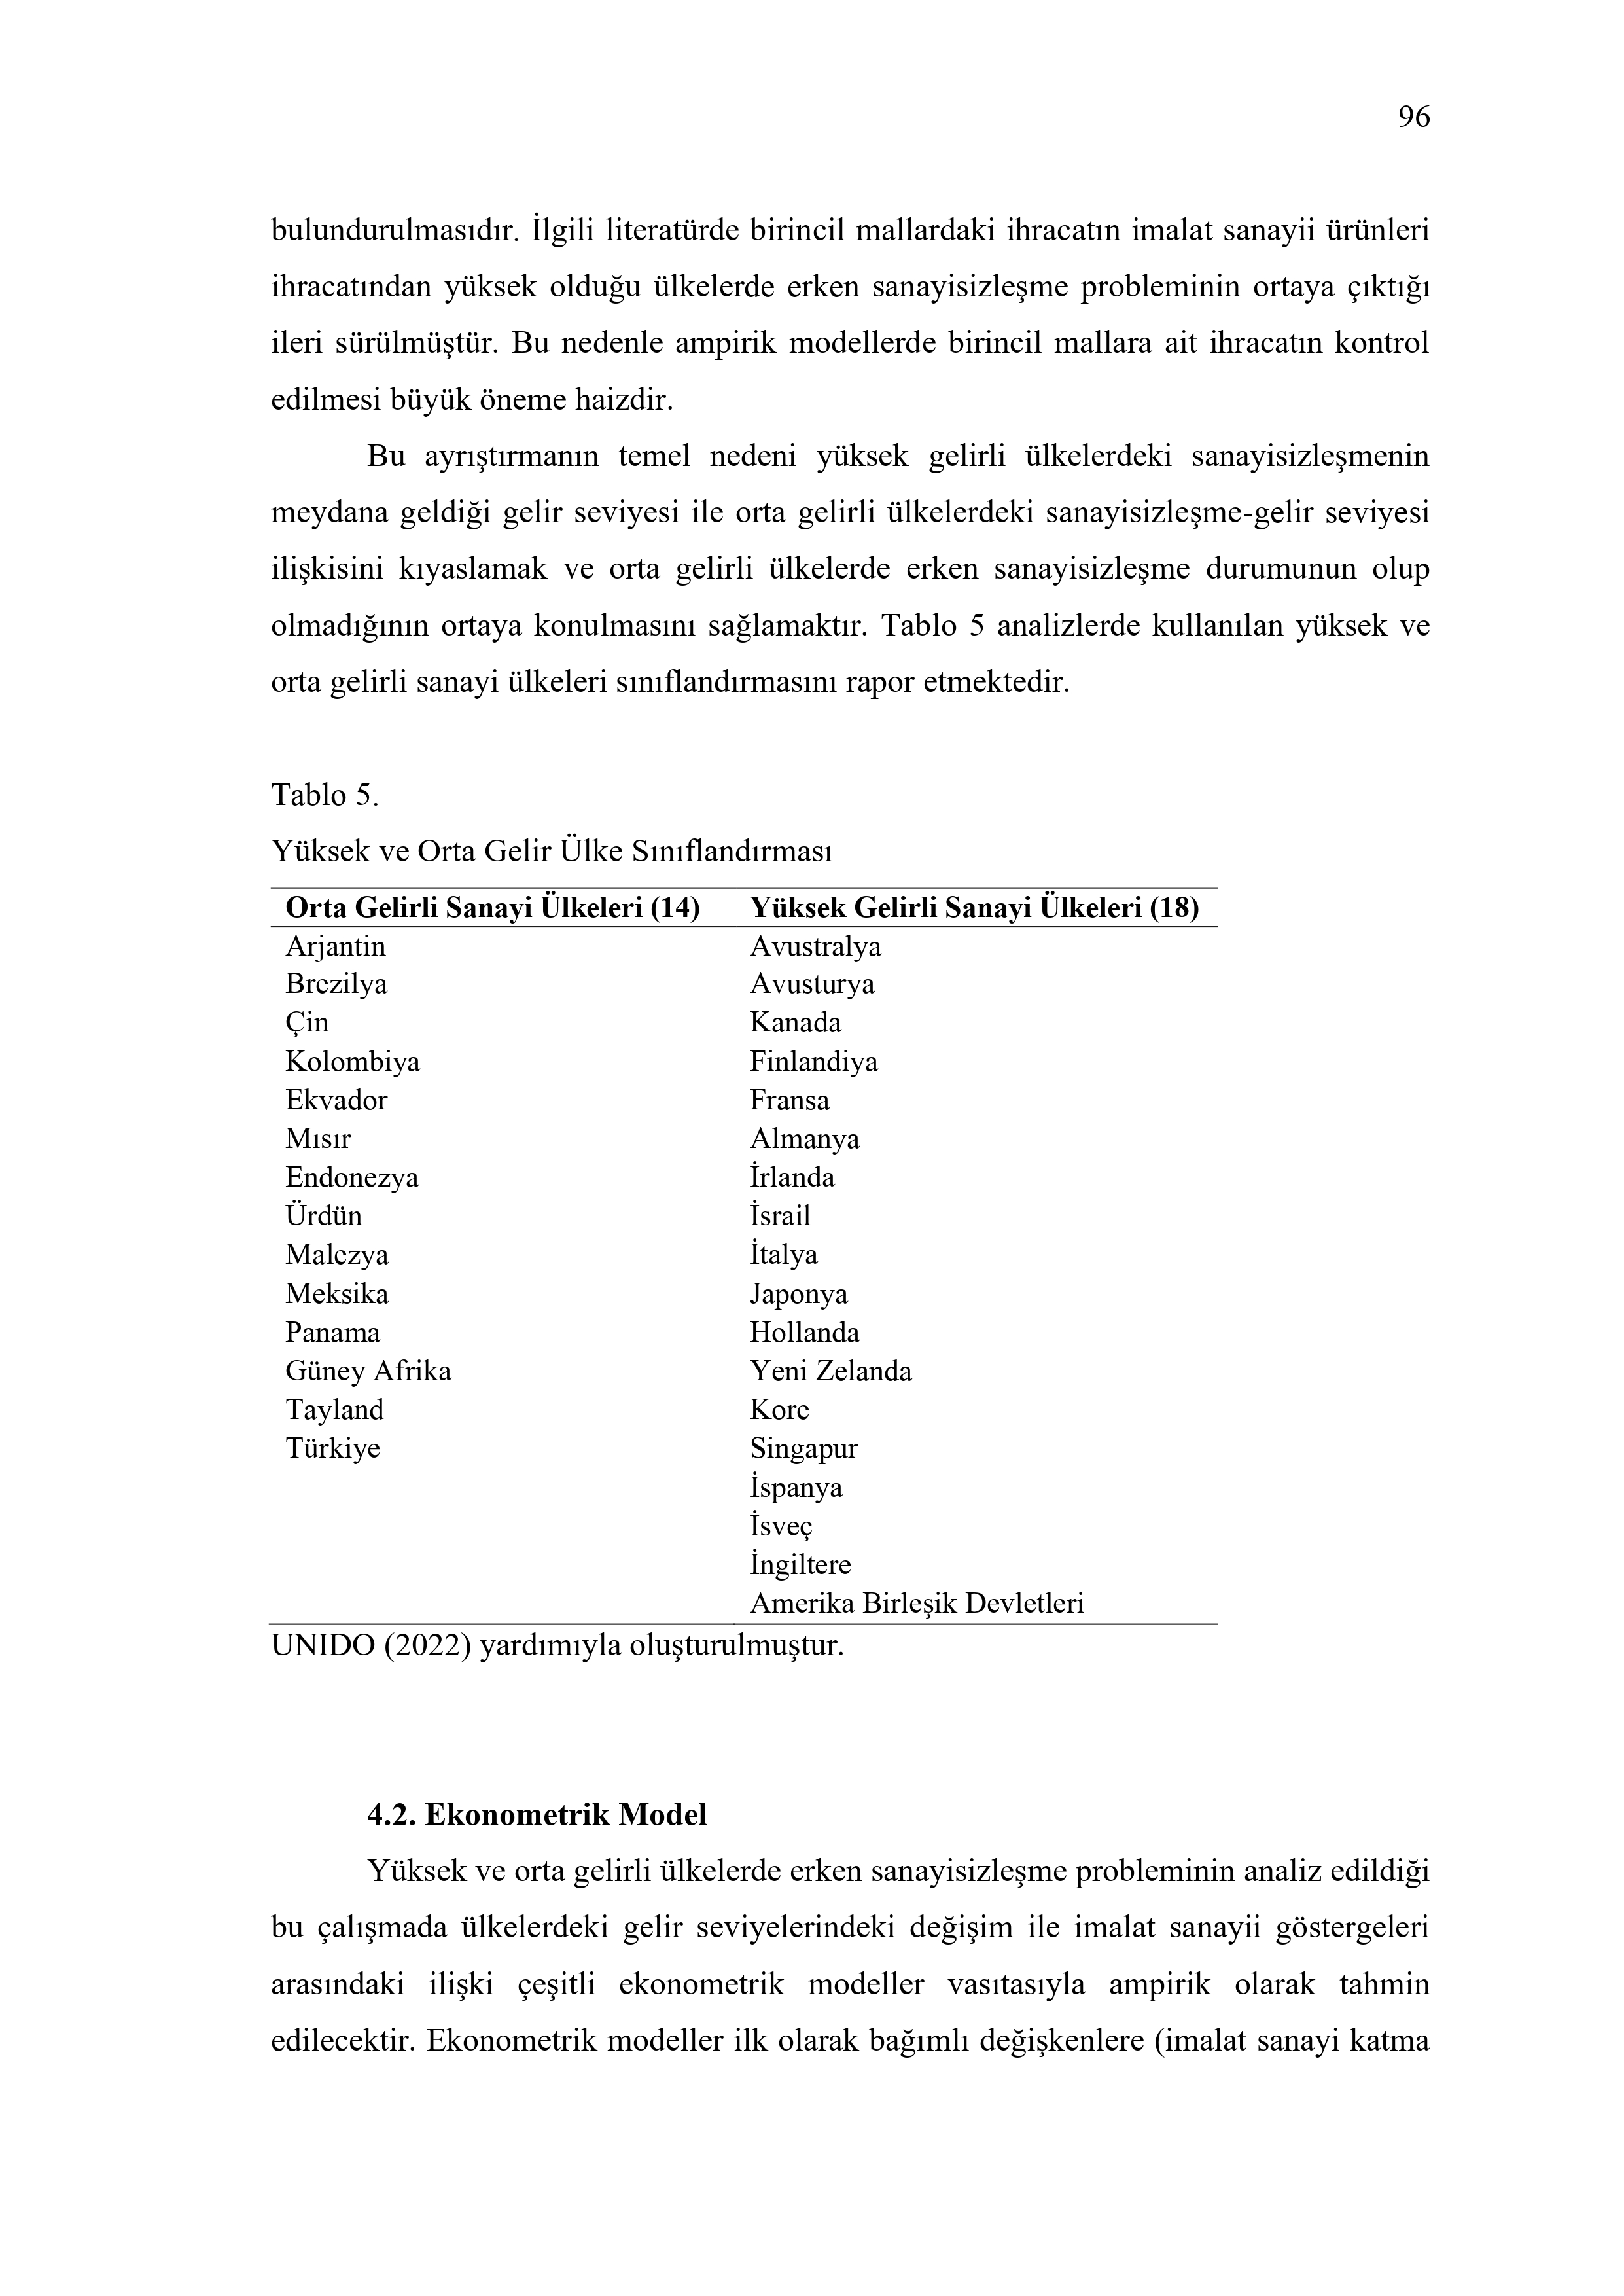 96
bulundurulmasıdır. İlgili literatürde birincil mallardaki ihracatın imalat sanayii ürünleri
ihracatından yüksek olduğu ülkelerde erken sanayisizleşme probleminin ortaya çıktığı
ileri sürülmüştür. Bu nedenle ampirik modellerde birincil mallara ait ihracatın kontrol
edilmesi büyük öneme haizdir.
Bu ayrıştırmanın temel nedeni yüksek gelirli ülkelerdeki sanayisizleşmenin
meydana geldiği gelir seviyesi ile orta gelirli ülkelerdeki sanayisizleşme-gelir seviyesi
ilişkisini kıyaslamak ve orta gelirli ülkelerde erken sanayisizleşme durumunun olup
olmadığının ortaya konulmasını sağlamaktır. Tablo 5 analizlerde kullanılan yüksek ve
orta gelirli sanayi ülkeleri sınıflandırmasını rapor etmektedir.
Tablo 5.
Yüksek ve Orta Gelir Ülke Sınıflandırması
Orta Gelirli Sanayi Ülkeleri (14) Yüksek Gelirli Sanayi Ülkeleri (18)
Arjantin Avustralya
Brezilya Avusturya
Çin Kanada
Kolombiya Finlandiya
Ekvador Fransa
Mısır Almanya
Endonezya İrlanda
Ürdün İsrail
Malezya İtalya
Meksika Japonya
Panama Hollanda
Güney Afrika Yeni Zelanda
Tayland Kore
Türkiye Singapur
İspanya
İsveç
İngiltere
Amerika Birleşik Devletleri
UNIDO (2022) yardımıyla oluşturulmuştur.
4.2. Ekonometrik Model
Yüksek ve orta gelirli ülkelerde erken sanayisizleşme probleminin analiz edildiği
bu çalışmada ülkelerdeki gelir seviyelerindeki değişim ile imalat sanayii göstergeleri
arasındaki ilişki çeşitli ekonometrik modeller vasıtasıyla ampirik olarak tahmin
edilecektir. Ekonometrik modeller ilk olarak bağımlı değişkenlere (imalat sanayi katma